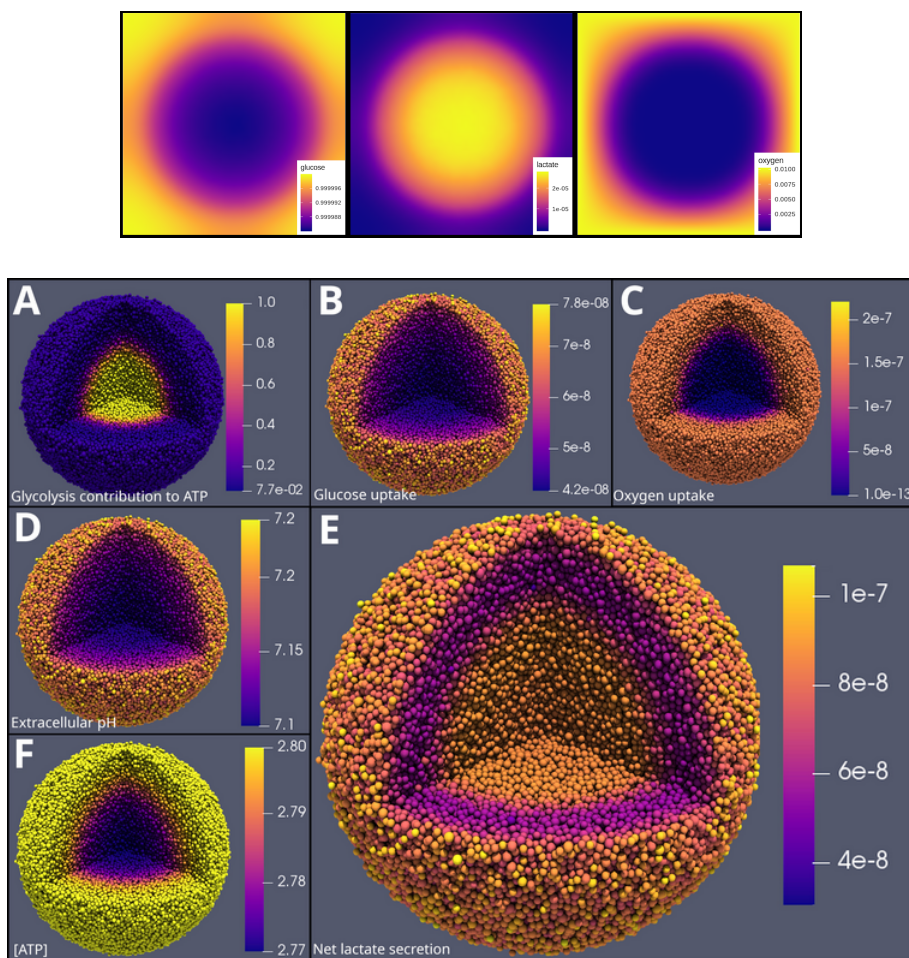 glucose
0.999996
0.999992
0.999988
lactate
2e-05
1e-05
oxygen
0.0100
0.0075
0.0050
0.0025
A
1.0
0.8
0.6
0.4
0.2
7.7e-02
Glycolysis contribution to ATP
B
7.8e-08
7e-8
6e-8
5e-8
4.2e-08
Glucose uptake
C
2e-7
1.5e-7
1e-7
5e-8
1.0e-13
Oxygen uptake
D
7.2
7.2
7.15
7.1
Extracellular pH
E
1e-7
8e-8
6e-8
4e-8
Net lactate secretion
F
2.80
2.79
2.78
2.77
[ATP]